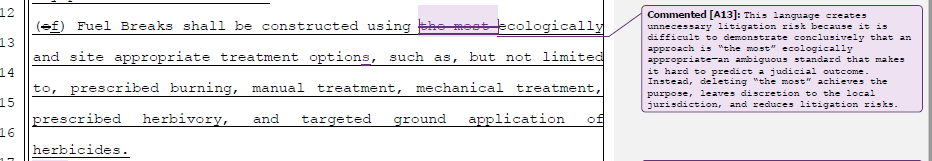 12
(ef) Fuel Breaks shall be constructed using the most ecologically
13
and site appropriate treatment options, such as, but not limited
14
to, prescribed burning, manual treatment, mechanical treatment,
15
prescribed herbivory, and targeted ground application of
16
herbicides.
Commented [A13]: This language creates
unnecessary litigation risk because it is
difficult to demonstrate conclusively that an
approach is “the most” ecologically
appropriate—an ambiguous standard that makes
it hard to predict a judicial outcome.
Instead, deleting “the most” achieves the
purpose, leaves discretion to the local
jurisdiction, and reduces litigation risks.